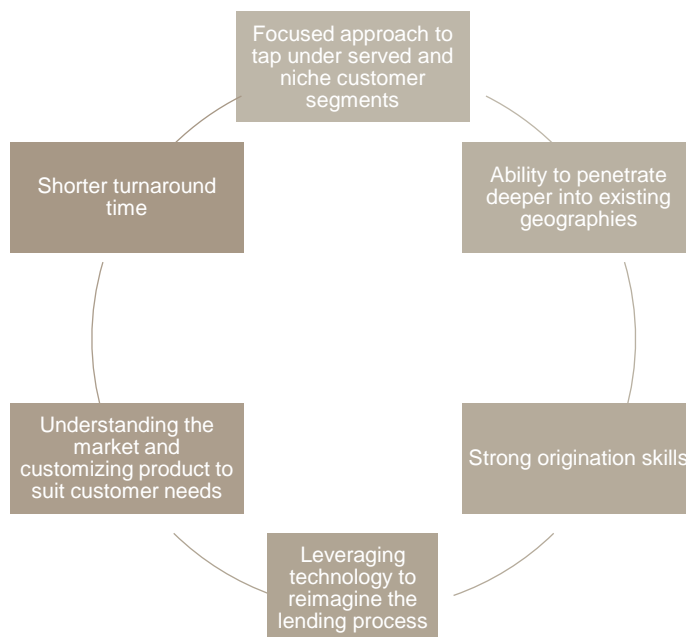 Focused approach to
tap under served and
niche customer
segments
Ability to penetrate
deeper into existing
geographies
Strong origination skills
Leveraging
technology to
reimagine the
lending process
Understanding the
market and
customizing product to
suit customer needs
Shorter turnaround
time